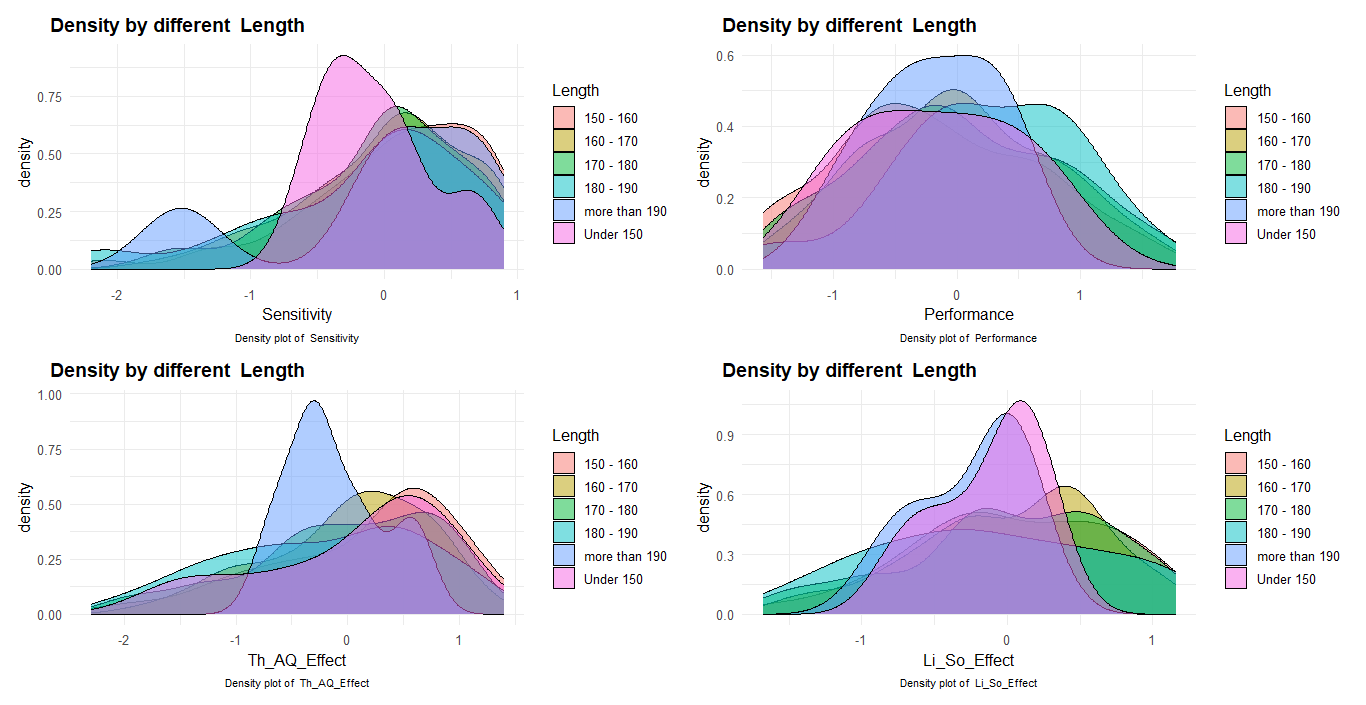 Density by different  Length
density
0.75
0.50
0.25
0.00
-2
-1
0
1
Sensitivity
Density plot of  Sensitivity
Length
150 - 160
160 - 170
170 - 180
180 - 190
more than 190
Under 150
Density by different  Length
density
0.6
0.4
0.2
0.0
-1
0
1
Performance
Density plot of  Performance
Length
150 - 160
160 - 170
170 - 180
180 - 190
more than 190
Under 150
Density by different  Length
density
1.00
0.75
0.50
0.25
0.00
-2
-1
0
1
Th_AQ_Effect
Density plot of  Th_AQ_Effect
Length
150 - 160
160 - 170
170 - 180
180 - 190
more than 190
Under 150
Density by different  Length
density
0.9
0.6
0.3
0.0
-1
0
1
Li_So_Effect
Density plot of  Li_So_Effect
Length
150 - 160
160 - 170
170 - 180
180 - 190
more than 190
Under 150